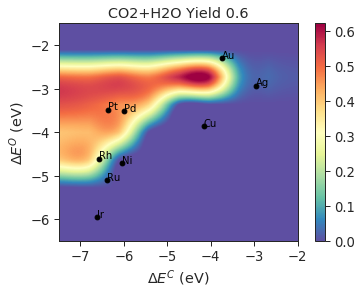 CO2+H2O Yield 0.6
−2
−3
−4
−5
−6
ΔE^O (eV)
Au
Ag
Pt
Pd
Cu
Rh
Ni
Ru
Ir
−7
−6
−5
−4
−3
−2
ΔE^C (eV)
0.6
0.5
0.4
0.3
0.2
0.1
0.0